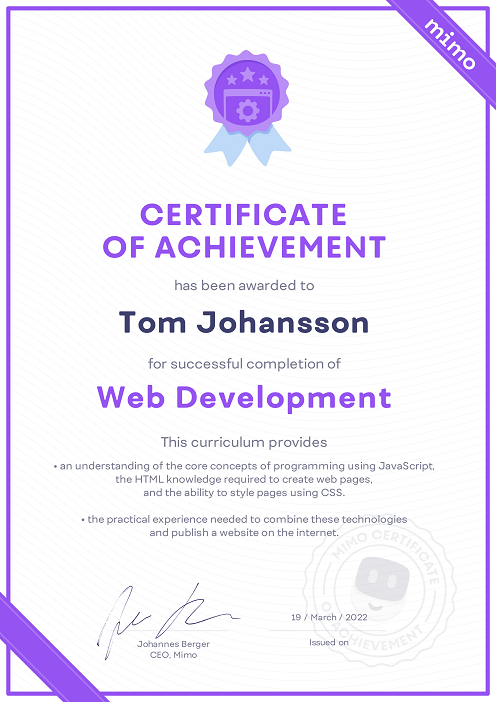 mimo
CERTIFICATE
OF ACHIEVEMENT
has been awarded to
Tom Johansson
for successful completion of
Web Development
This curriculum provides
• an understanding of the core concepts of programming using JavaScript,
the HTML knowledge required to create web pages,
and the ability to style pages using CSS.
• the practical experience needed to combine these technologies
and publish a website on the internet.
MIMO CERTIFICATE
OF ACHIEVEMENT
19 / March / 2022
Johannes Berger
Issued on
CEO, Mimo